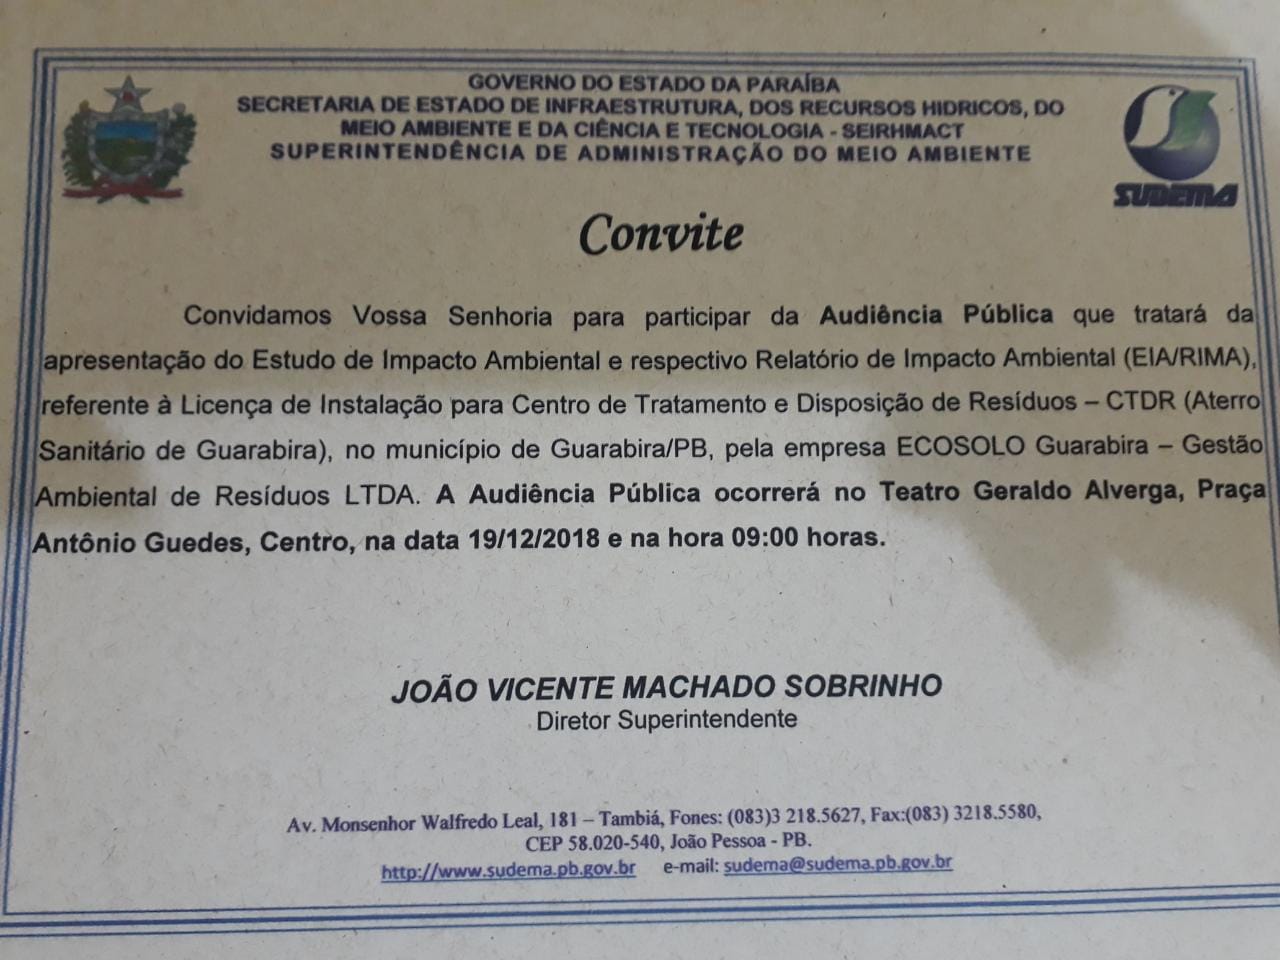 GOVERNO DO ESTADO DA PARAÍBA
SECRETARIA DE ESTADO DE INFRAESTRUTURA, DOS RECURSOS HIDRICOS, DO
MEIO AMBIENTE E DA CIÊNCIA E TECNOLOGIA - SEIRHMACT
SUPERINTENDÊNCIA DE ADMINISTRAÇÃO DO MEIO AMBIENTE
SUDEMA
Convite
Convidamos Vossa Senhoria para participar da Audiência Pública que tratará da
apresentação do Estudo de Impacto Ambiental e respectivo Relatório de Impacto Ambiental (EIA/RIMA),
referente à Licença de Instalação para Centro de Tratamento e Disposição de Resíduos – CTDR (Aterro
Sanitário de Guarabira), no município de Guarabira/PB, pela empresa ECOSOLO Guarabira – Gestão
Ambiental de Resíduos LTDA. A Audiência Pública ocorrerá no Teatro Geraldo Alverga, Praça
Antônio Guedes, Centro, na data 19/12/2018 e na hora 09:00 horas.
JOÃO VICENTE MACHADO SOBRINHO
Diretor Superintendente
Av. Monsenhor Walfredo Leal, 181 – Tambiá, Fones: (083)3 218.5627, Fax:(083) 3218.5580,
CEP 58.020-540, João Pessoa - PB.
http://www.sudema.pb.gov.br e-mail: sudema@sudema.pb.gov.br